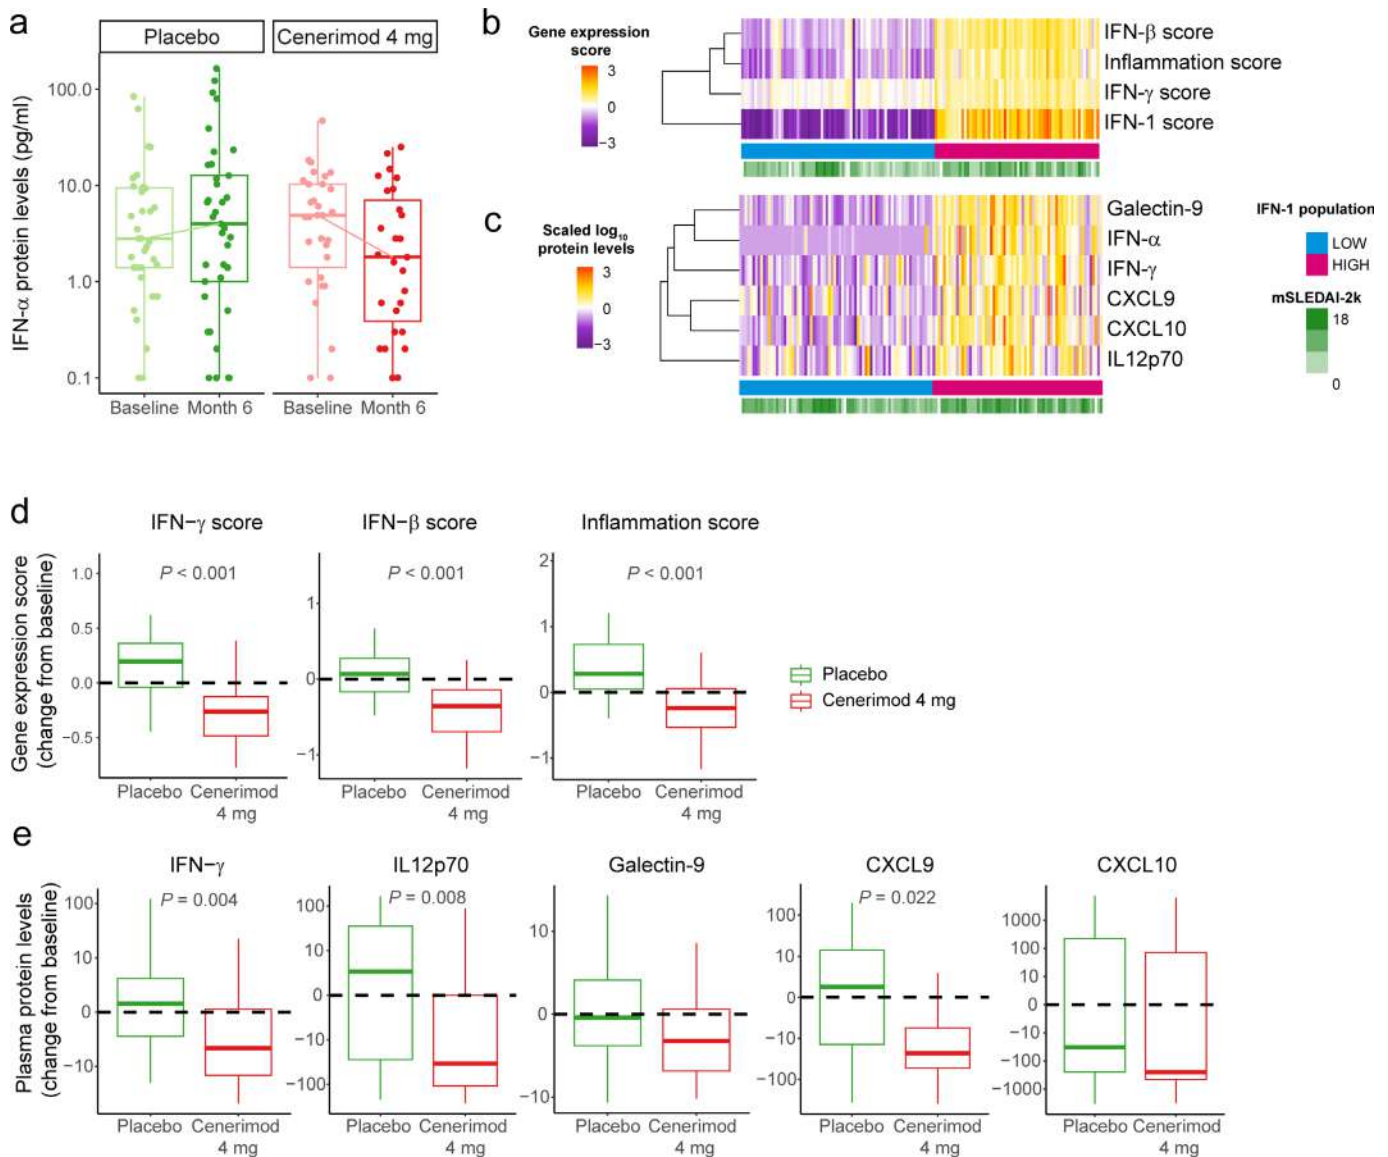 a
Placebo
Cenerimod 4 mg
IFN-α protein levels (pg/ml)
100.0
10.0
1.0
0.1
Baseline
Month 6
Baseline
Month 6
b
Gene expression
score
3
0
−3
IFN-β score
Inflammation score
IFN-γ score
IFN-1 score
c
Scaled log10
protein levels
3
0
−3
Galectin-9
IFN-α
IFN-γ
CXCL9
CXCL10
IL12p70
IFN-1 population
LOW
HIGH
mSLEDAI-2k
18
0
d
Gene expression score
(change from baseline)
IFN−γ score
P < 0.001
1.0
0.5
0.0
−0.5
Placebo
Cenerimod
4 mg
IFN−β score
P < 0.001
1
0
−1
Placebo
Cenerimod
4 mg
Inflammation score
P < 0.001
2
1
0
−1
Placebo
Cenerimod
4 mg
Placebo
Cenerimod 4 mg
e
Plasma protein levels
(change from baseline)
IFN−γ
P = 0.004
100
10
0
−10
Placebo
Cenerimod
4 mg
IL12p70
P = 0.008
100
10
0
−10
−100
Placebo
Cenerimod
4 mg
Galectin-9
10
0
−10
Placebo
Cenerimod
4 mg
CXCL9
P = 0.022
100
10
0
−10
−100
Placebo
Cenerimod
4 mg
CXCL10
1000
100
10
0
−10
−100
−1000
Placebo
Cenerimod
4 mg